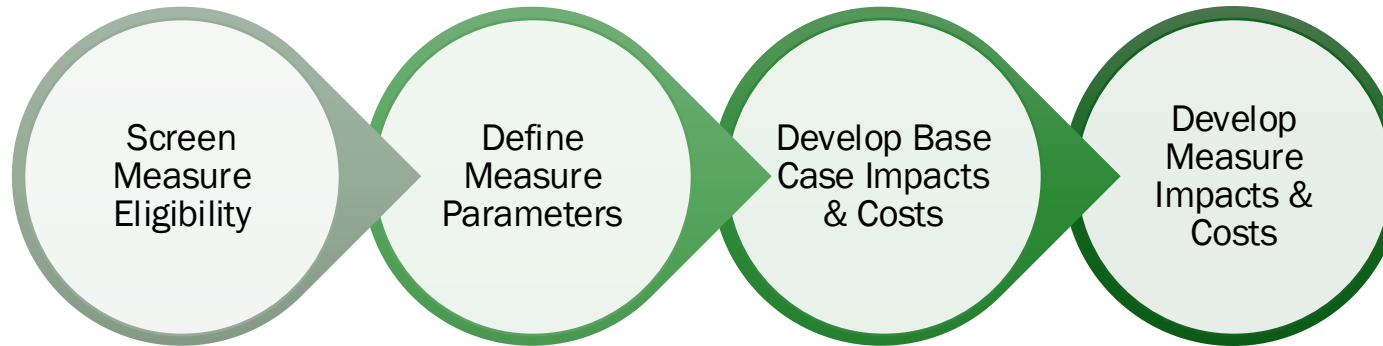 Screen
Measure
Eligibility
Define
Measure
Parameters
Develop Base
Case Impacts
& Costs
Develop
Measure
Impacts &
Costs